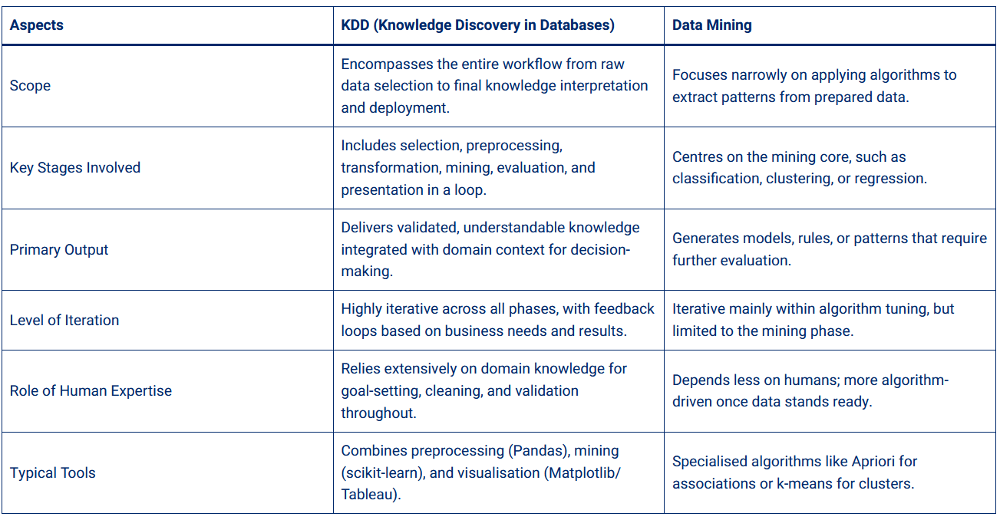 Aspects
KDD (Knowledge Discovery in Databases)
Data Mining
Scope
Encompasses the entire workflow from raw
data selection to final knowledge interpretation
and deployment.
Focuses narrowly on applying algorithms to
extract patterns from prepared data.
Key Stages Involved
Includes selection, preprocessing,
transformation, mining, evaluation, and
presentation in a loop.
Centres on the mining core, such as
classification, clustering, or regression.
Primary Output
Delivers validated, understandable knowledge
integrated with domain context for decision-
making.
Generates models, rules, or patterns that require
further evaluation.
Level of Iteration
Highly iterative across all phases, with feedback
loops based on business needs and results.
Iterative mainly within algorithm tuning, but
limited to the mining phase.
Role of Human Expertise
Relies extensively on domain knowledge for
goal-setting, cleaning, and validation
throughout.
Depends less on humans; more algorithm-
driven once data stands ready.
Typical Tools
Combines preprocessing (Pandas), mining
(scikit-learn), and visualisation (Matplotlib/
Tableau).
Specialised algorithms like Apriori for
associations or k-means for clusters.